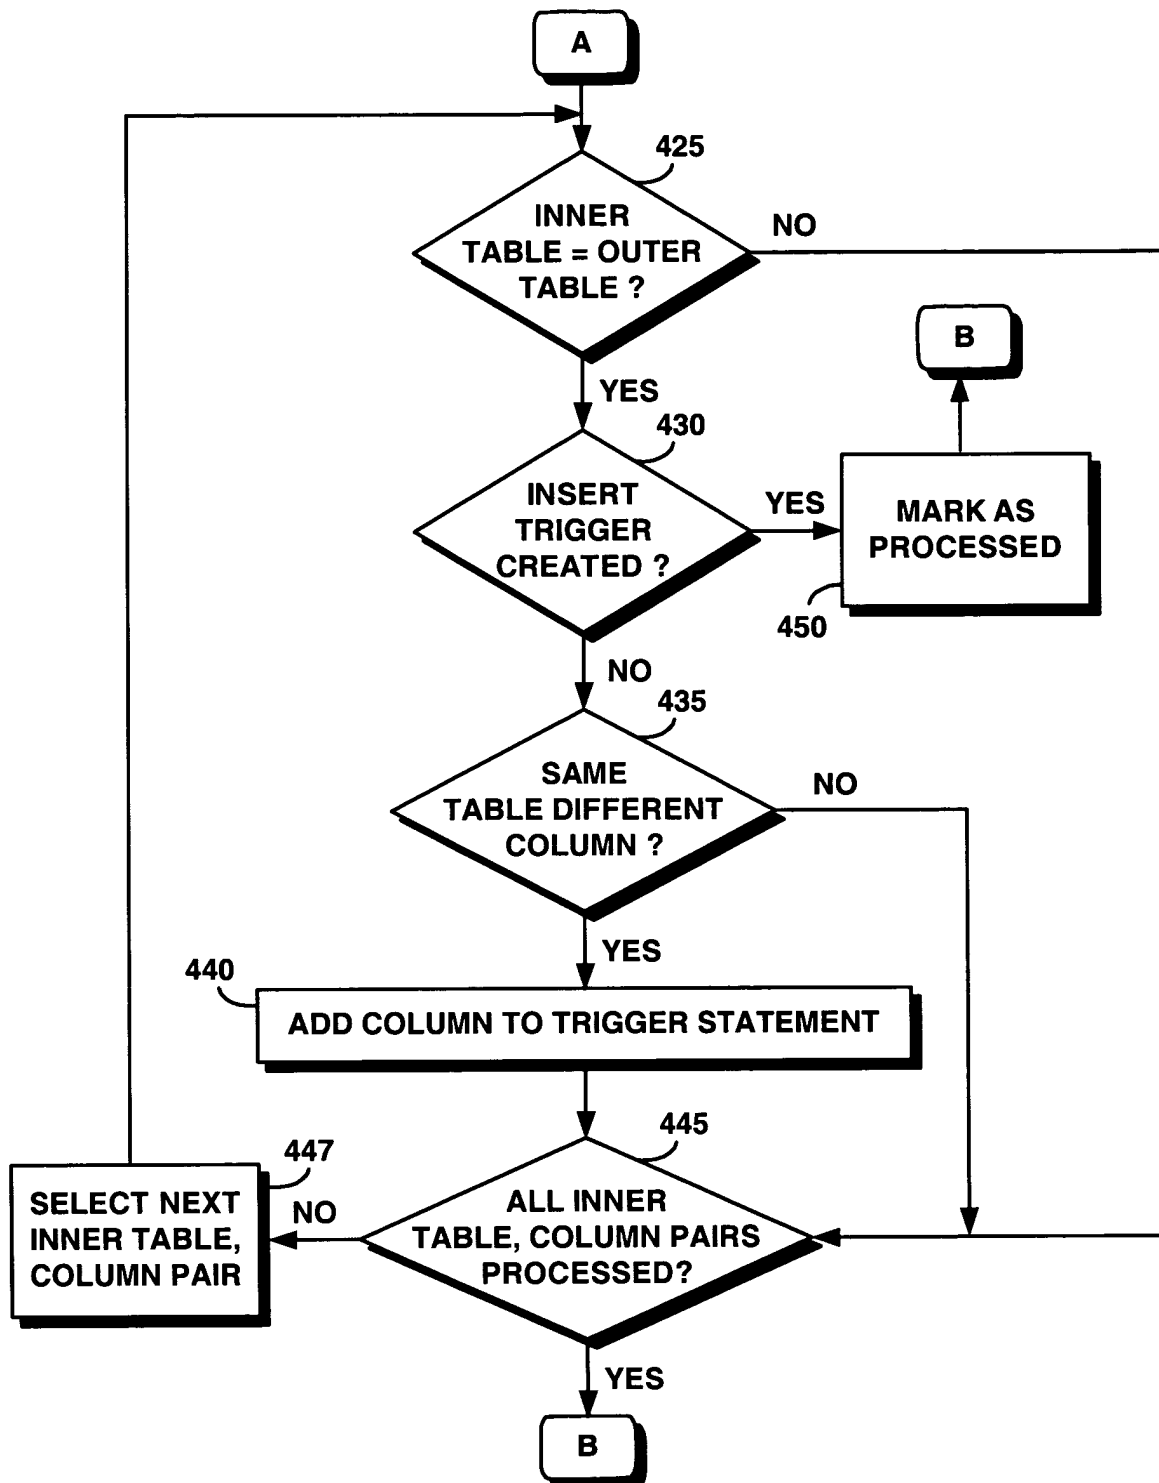 A
425
INNER
TABLE = OUTER
TABLE ?
NO
YES
B
430
INSERT
TRIGGER
CREATED ?
YES
MARK AS
PROCESSED
450
NO
435
SAME
TABLE DIFFERENT
COLUMN ?
NO
YES
440
ADD COLUMN TO TRIGGER STATEMENT
445
ALL INNER
TABLE, COLUMN PAIRS
PROCESSED?
NO
447
SELECT NEXT
INNER TABLE,
COLUMN PAIR
YES
B